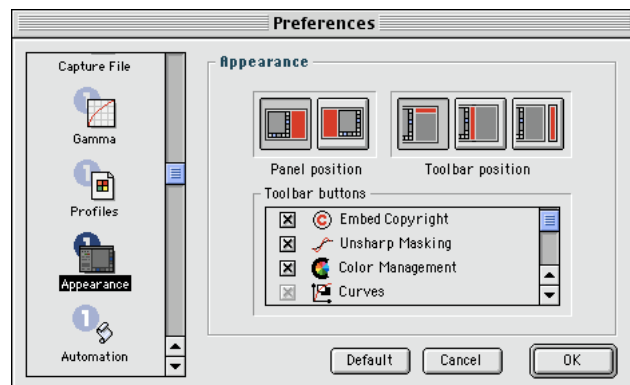 Preferences
Capture File
Gamma
Profiles
Appearance
Automation
Appearance
Panel position
Toolbar position
Toolbar buttons
Embed Copyright
Unsharp Masking
Color Management
Curves
Default
Cancel
OK